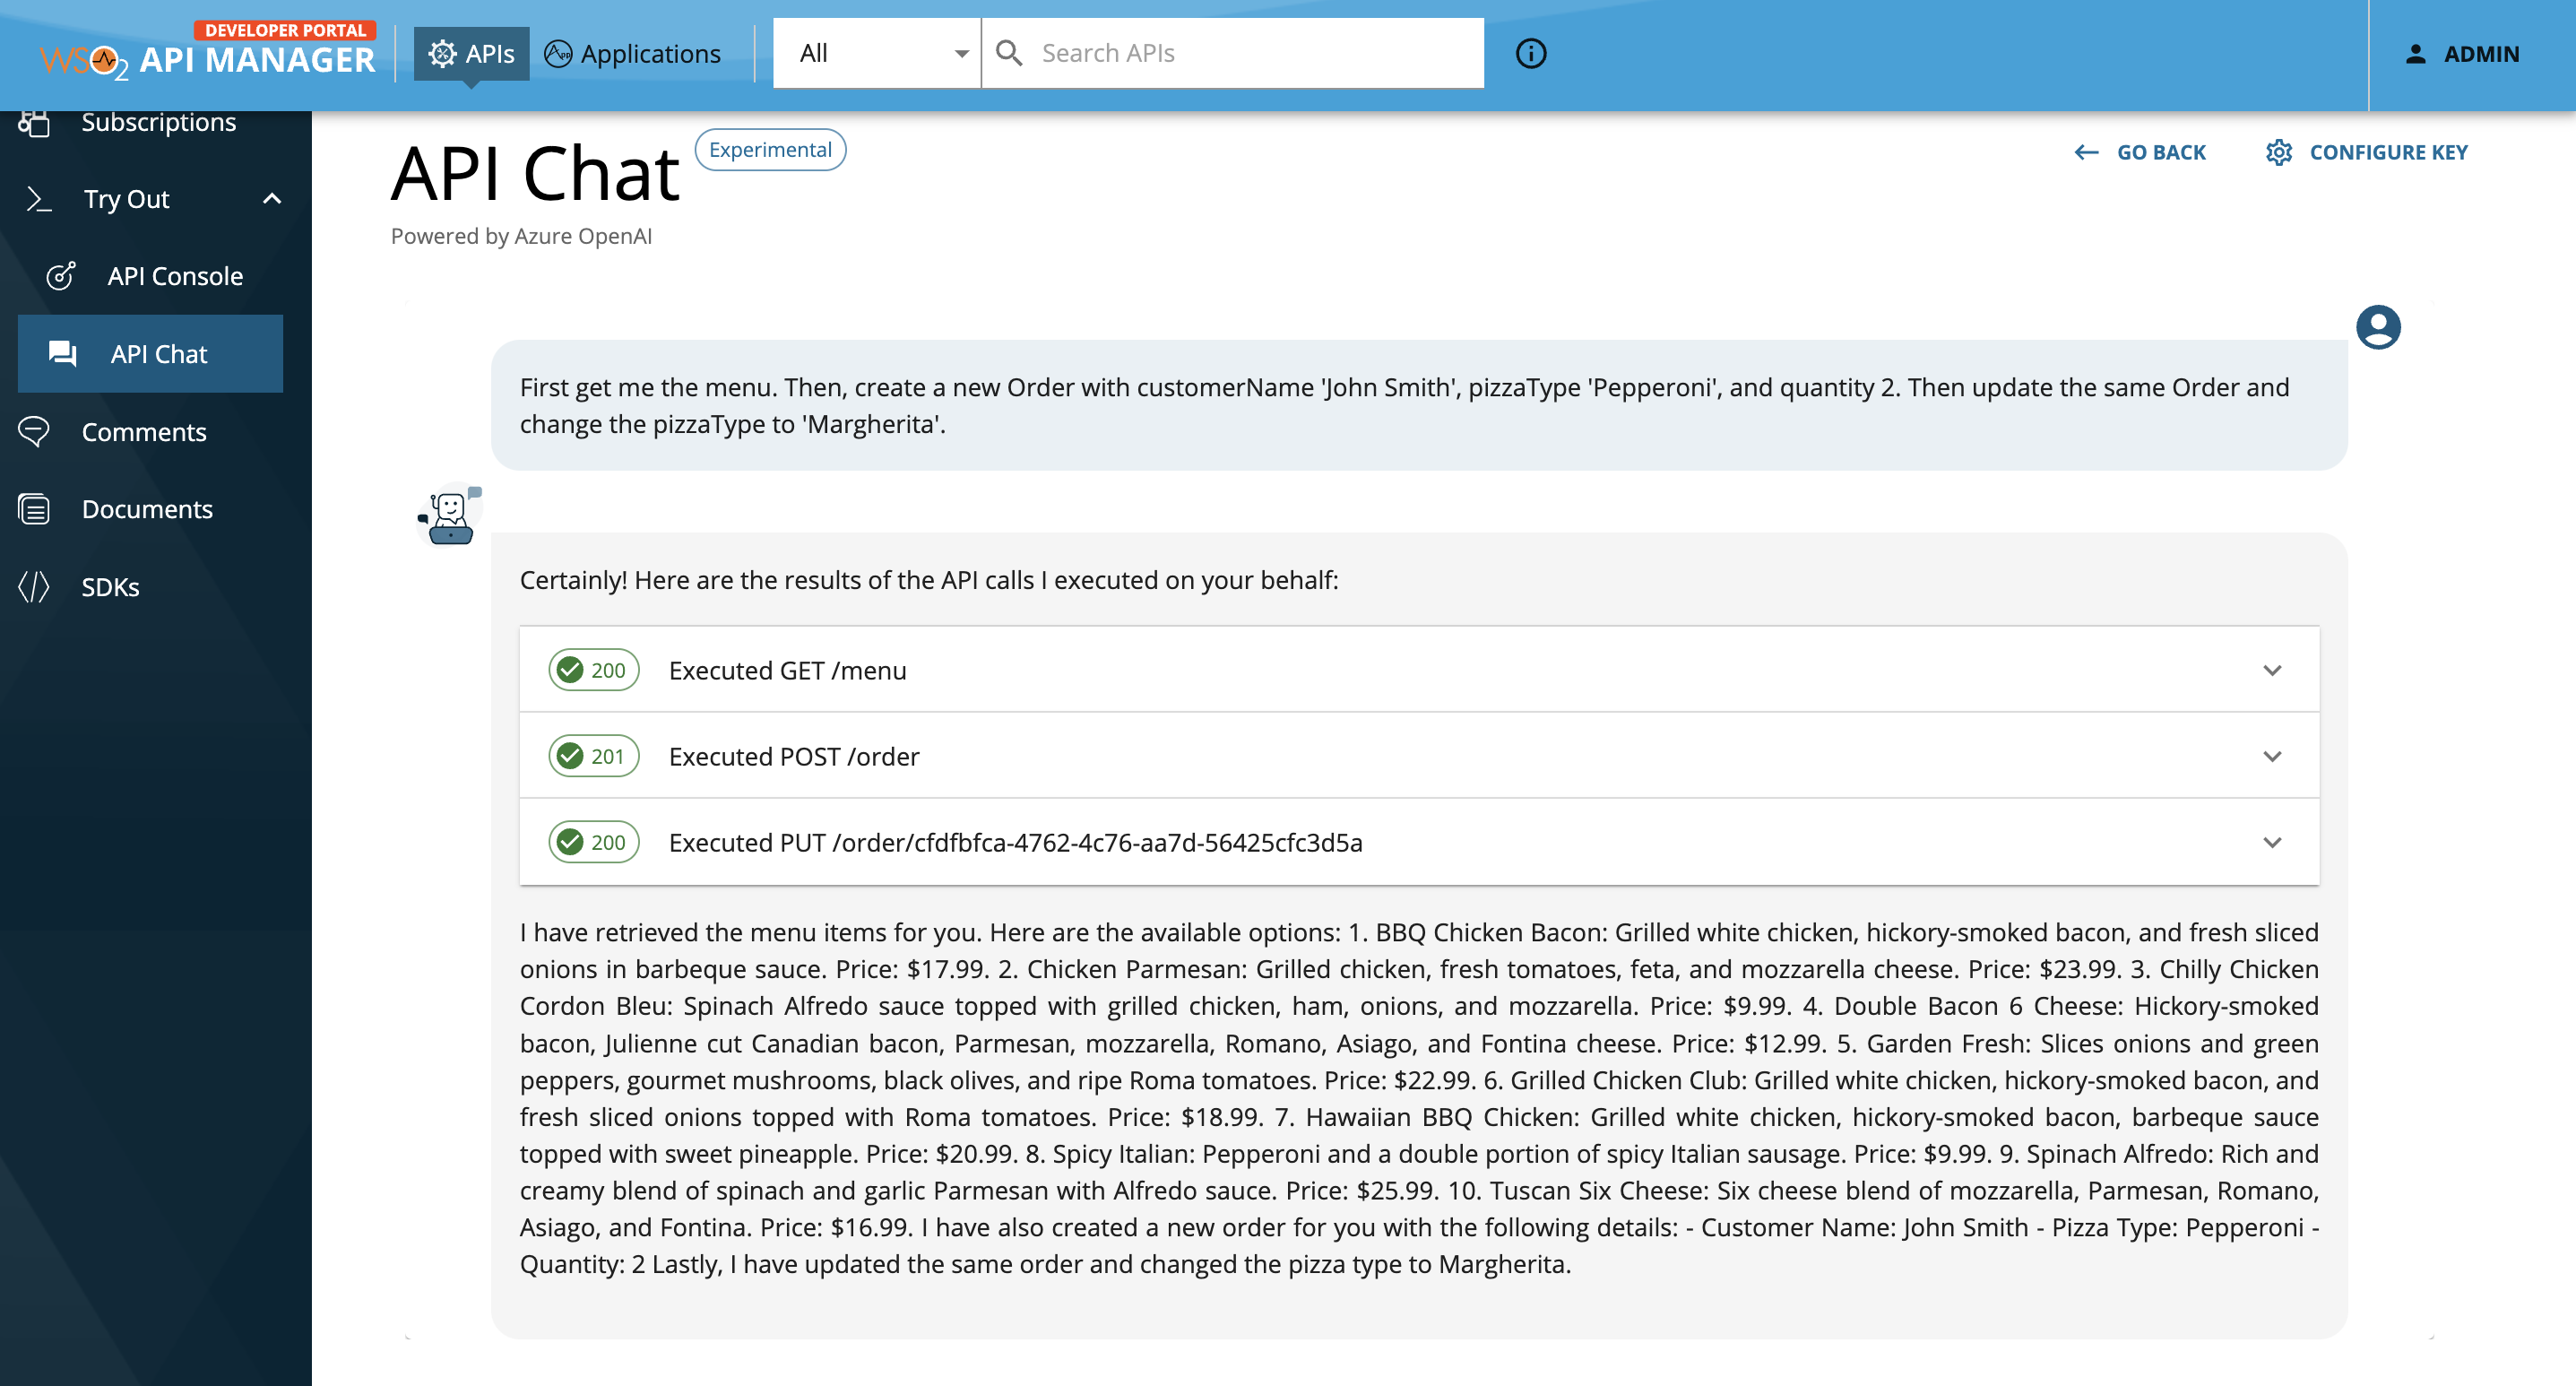 DEVELOPER PORTAL
WSO2 API MANAGER
APIs
APP Applications
All
Search APIs
ADMIN
Subscriptions
Try Out
API Console
API Chat
Comments
Documents
SDKs
API Chat
Experimental
Powered by Azure OpenAI
GO BACK
CONFIGURE KEY
First get me the menu. Then, create a new Order with customerName 'John Smith', pizzaType 'Pepperoni', and quantity 2. Then update the same Order and
change the pizzaType to 'Margherita'.
Certainly! Here are the results of the API calls I executed on your behalf:
200 Executed GET /menu
201 Executed POST /order
200 Executed PUT /order/cfdfbfca-4762-4c76-aa7d-56425cfc3d5a
I have retrieved the menu items for you. Here are the available options: 1. BBQ Chicken Bacon: Grilled white chicken, hickory-smoked bacon, and fresh sliced
onions in barbeque sauce. Price: $17.99. 2. Chicken Parmesan: Grilled chicken, fresh tomatoes, feta, and mozzarella cheese. Price: $23.99. 3. Chilly Chicken
Cordon Bleu: Spinach Alfredo sauce topped with grilled chicken, ham, onions, and mozzarella. Price: $9.99. 4. Double Bacon 6 Cheese: Hickory-smoked
bacon, Julienne cut Canadian bacon, Parmesan, mozzarella, Romano, Asiago, and Fontina cheese. Price: $12.99. 5. Garden Fresh: Slices onions and green
peppers, gourmet mushrooms, black olives, and ripe Roma tomatoes. Price: $22.99. 6. Grilled Chicken Club: Grilled white chicken, hickory-smoked bacon, and
fresh sliced onions topped with Roma tomatoes. Price: $18.99. 7. Hawaiian BBQ Chicken: Grilled white chicken, hickory-smoked bacon, barbeque sauce
topped with sweet pineapple. Price: $20.99. 8. Spicy Italian: Pepperoni and a double portion of spicy Italian sausage. Price: $9.99. 9. Spinach Alfredo: Rich and
creamy blend of spinach and garlic Parmesan with Alfredo sauce. Price: $25.99. 10. Tuscan Six Cheese: Six cheese blend of mozzarella, Parmesan, Romano,
Asiago, and Fontina. Price: $16.99. I have also created a new order for you with the following details: - Customer Name: John Smith - Pizza Type: Pepperoni -
Quantity: 2 Lastly, I have updated the same order and changed the pizza type to Margherita.